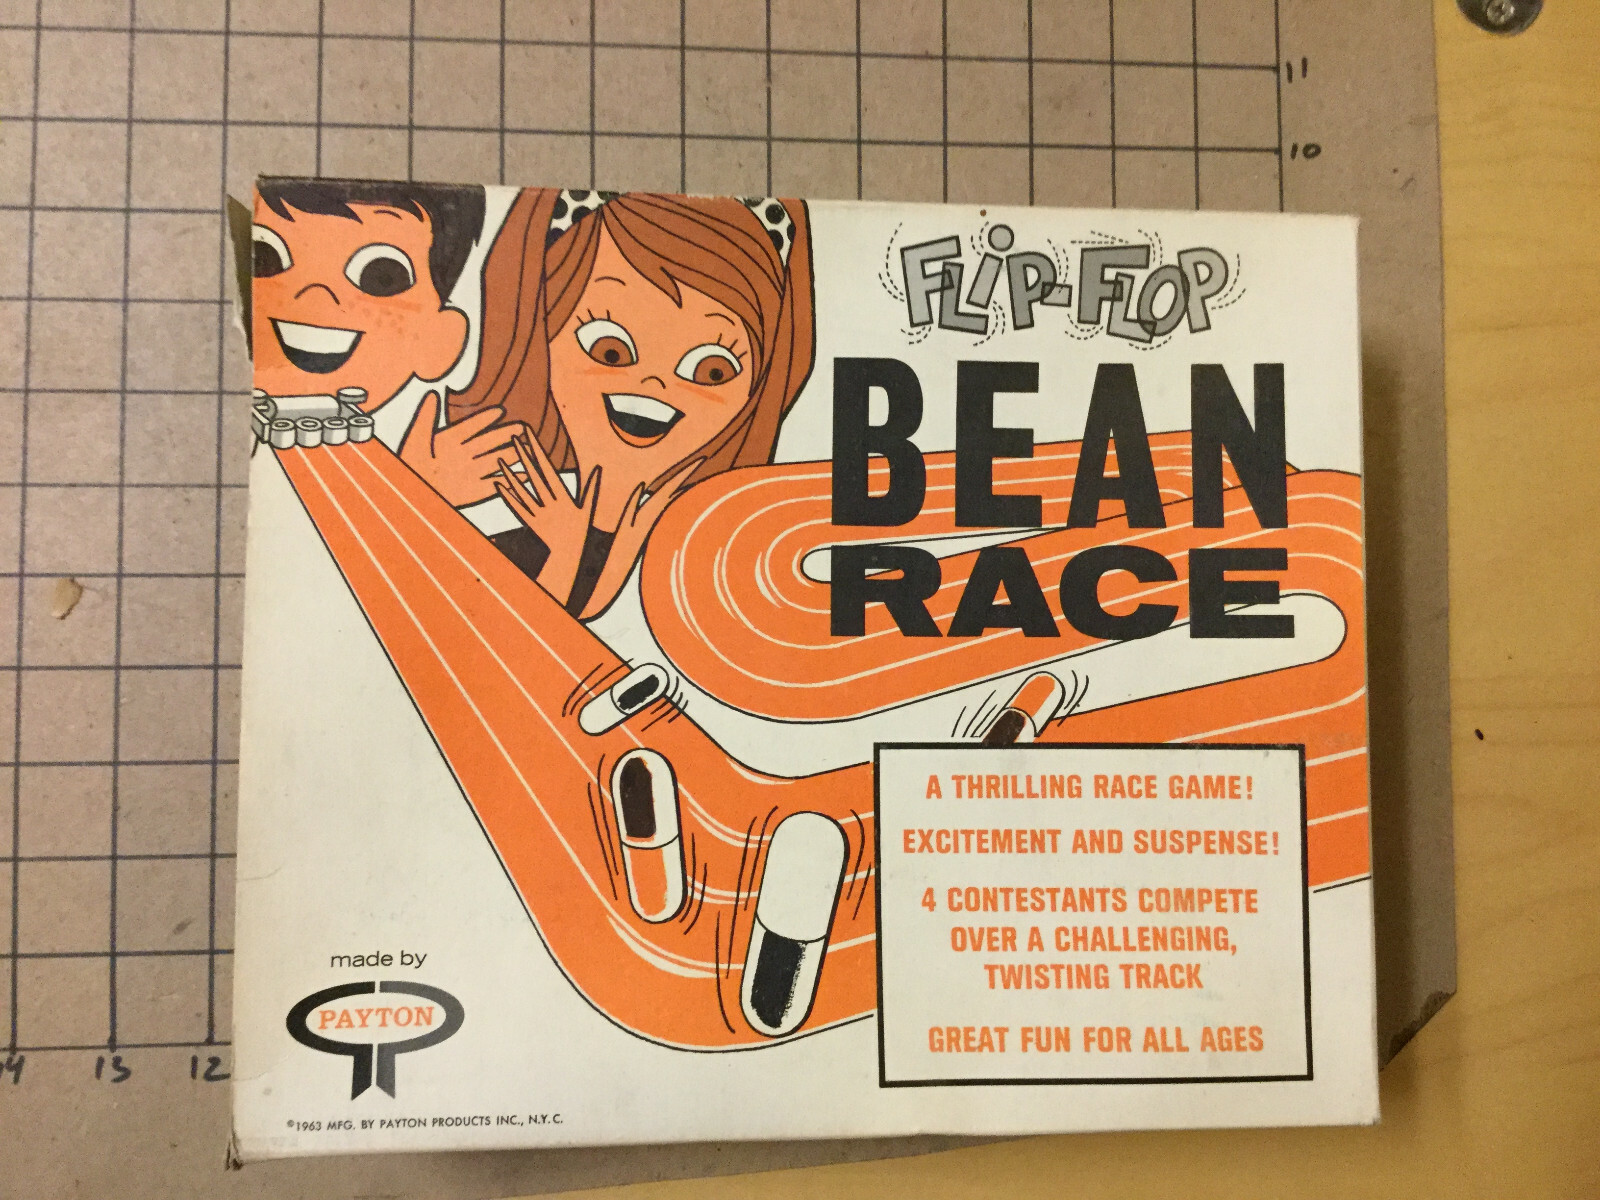 11
10
FLIP-FLOP
BEAN
RACE
A THRILLING RACE GAME!
EXCITEMENT AND SUSPENSE!
4 CONTESTANTS COMPETE
OVER A CHALLENGING,
TWISTING TRACK
GREAT FUN FOR ALL AGES
made by
PAYTON
14 13 12
©1963 MFG. BY PAYTON PRODUCTS INC., N.Y.C.